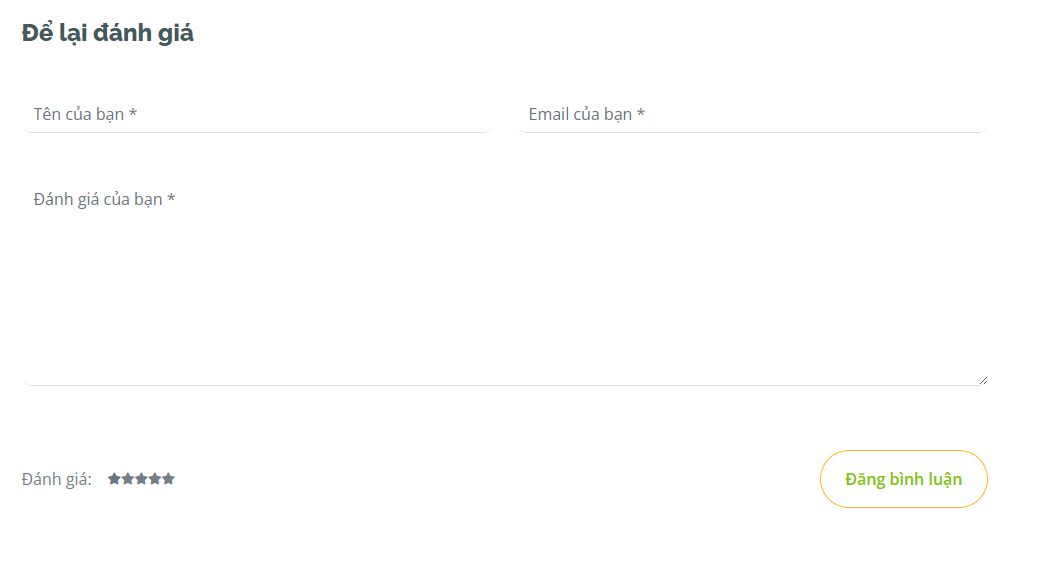 Để lại đánh giá
Tên của bạn *
Email của bạn *
Đánh giá của bạn *
Đánh giá:
Đăng bình luận